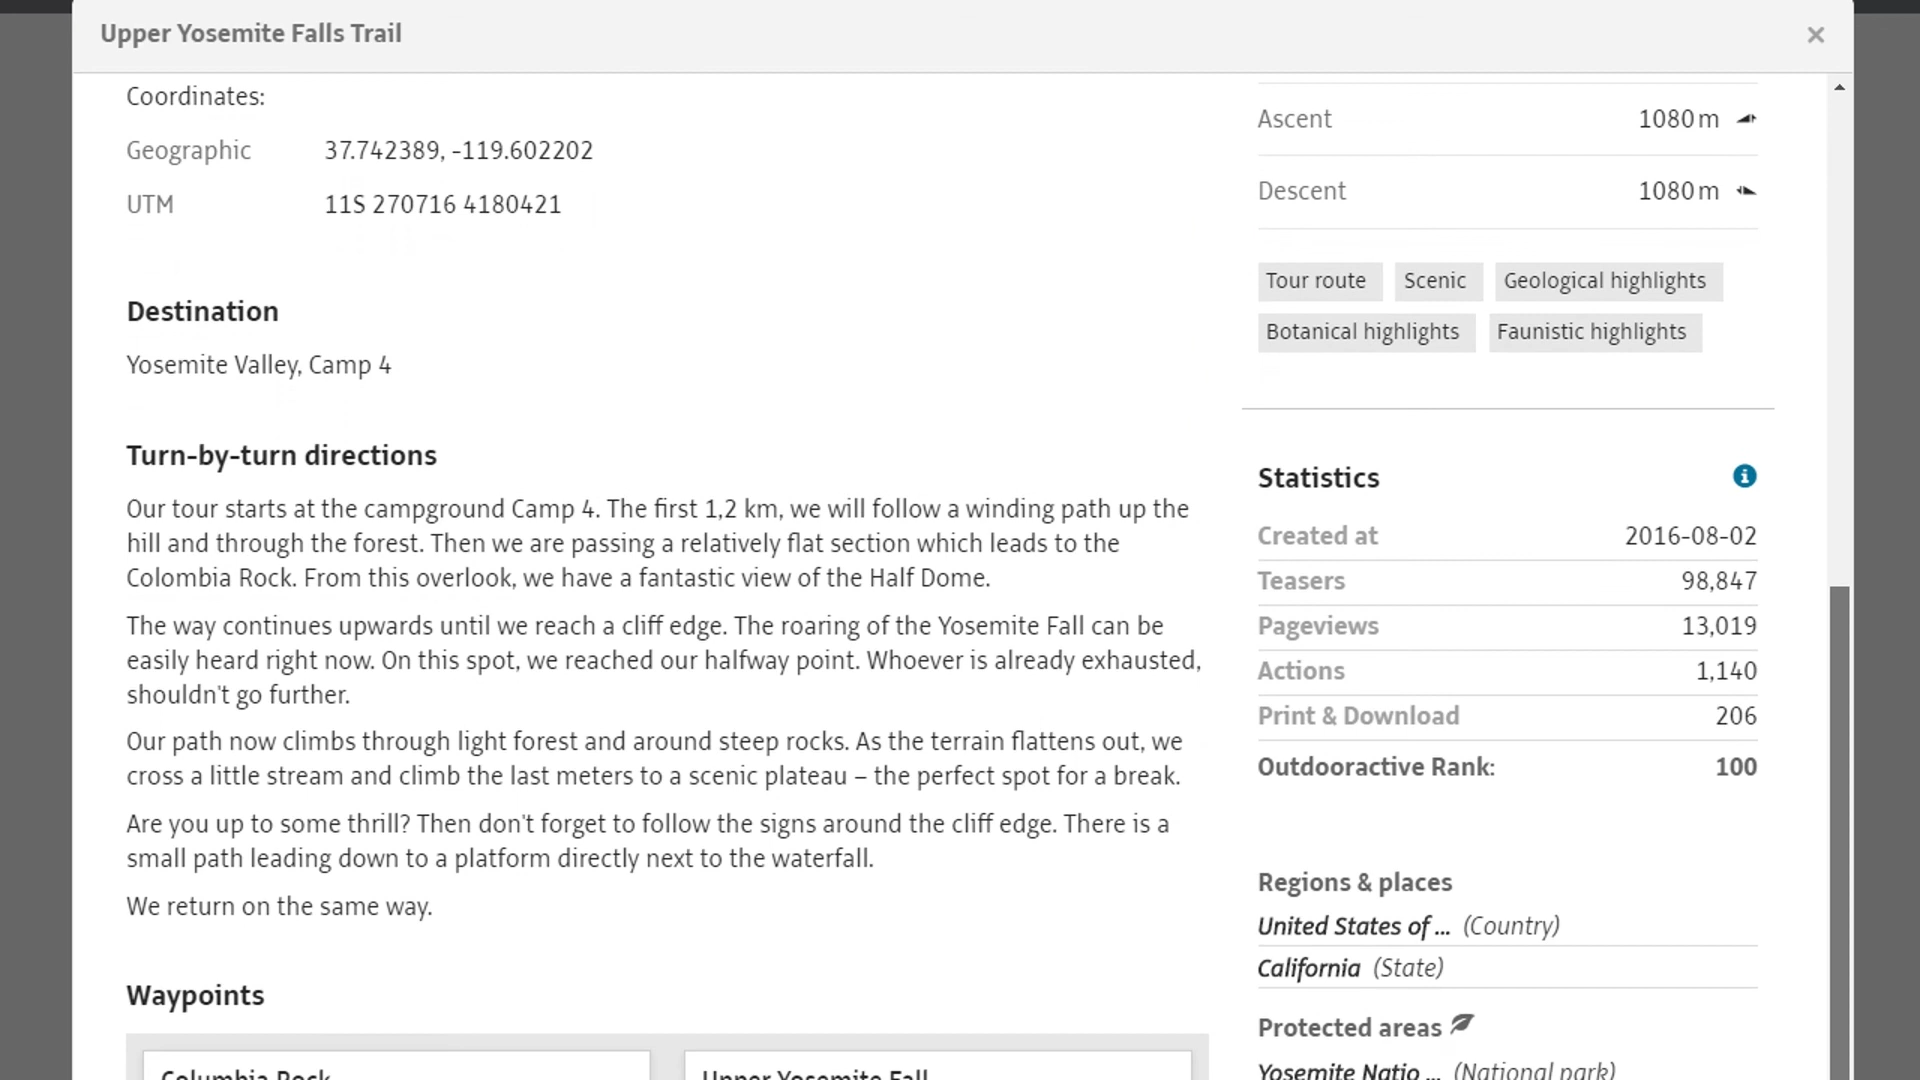 Upper Yosemite Falls Trail
×
Coordinates:
Geographic 37.742389, -119.602202
UTM 11S 270716 4180421
Destination
Yosemite Valley, Camp 4
Turn-by-turn directions
Our tour starts at the campground Camp 4. The first 1,2 km, we will follow a winding path up the
hill and through the forest. Then we are passing a relatively flat section which leads to the
Colombia Rock. From this overlook, we have a fantastic view of the Half Dome.
The way continues upwards until we reach a cliff edge. The roaring of the Yosemite Fall can be
easily heard right now. On this spot, we reached our halfway point. Whoever is already exhausted,
shouldn't go further.
Our path now climbs through light forest and around steep rocks. As the terrain flattens out, we
cross a little stream and climb the last meters to a scenic plateau – the perfect spot for a break.
Are you up to some thrill? Then don't forget to follow the signs around the cliff edge. There is a
small path leading down to a platform directly next to the waterfall.
We return on the same way.
Waypoints
Columbia Rock
Upper Yosemite Fall
Ascent 1080 m
Descent 1080 m
Tour route Scenic Geological highlights
Botanical highlights Faunistic highlights
Statistics
Created at 2016-08-02
Teasers 98,847
Pageviews 13,019
Actions 1,140
Print & Download 206
Outdooractive Rank: 100
Regions & places
United States of ... (Country)
California (State)
Protected areas
Yosemite Natio ... (National park)